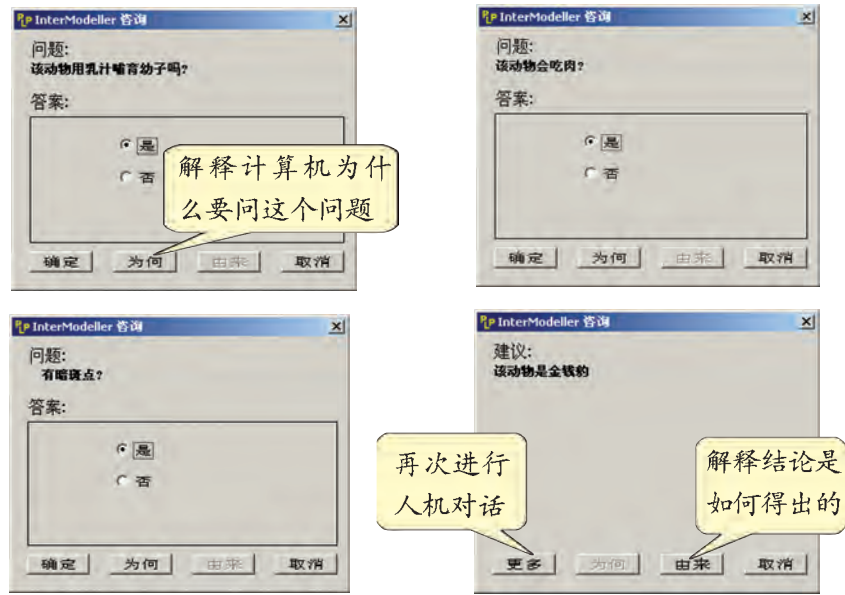 InterModeller 咨询
问题:
该动物用乳汁哺育幼子吗?
答案:
是
否
解释计算机为什
么要问这个问题
确定 为何 由来 取消
InterModeller 咨询
问题:
该动物会吃肉?
答案:
是
否
确定 为何 由来 取消
InterModeller 咨询
问题:
有暗斑点?
答案:
是
否
确定 为何 由来 取消
InterModeller 咨询
建议:
该动物是金钱豹
再次进行
人机对话
解释结论是
如何得出的
更多 为何 由来 取消